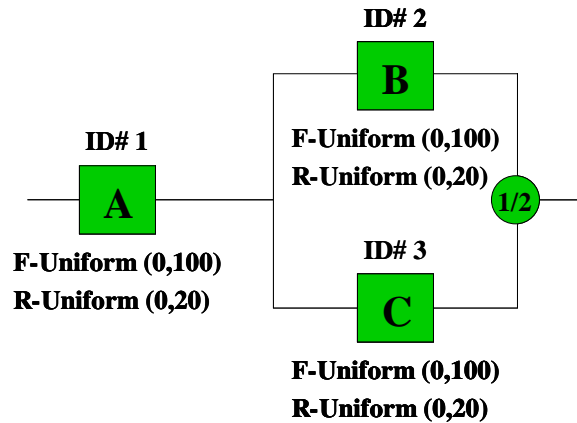 ID# 2
B
F-Uniform (0,100)
R-Uniform (0,20)
ID# 1
A
F-Uniform (0,100)
R-Uniform (0,20)
1/2
ID# 3
C
F-Uniform (0,100)
R-Uniform (0,20)